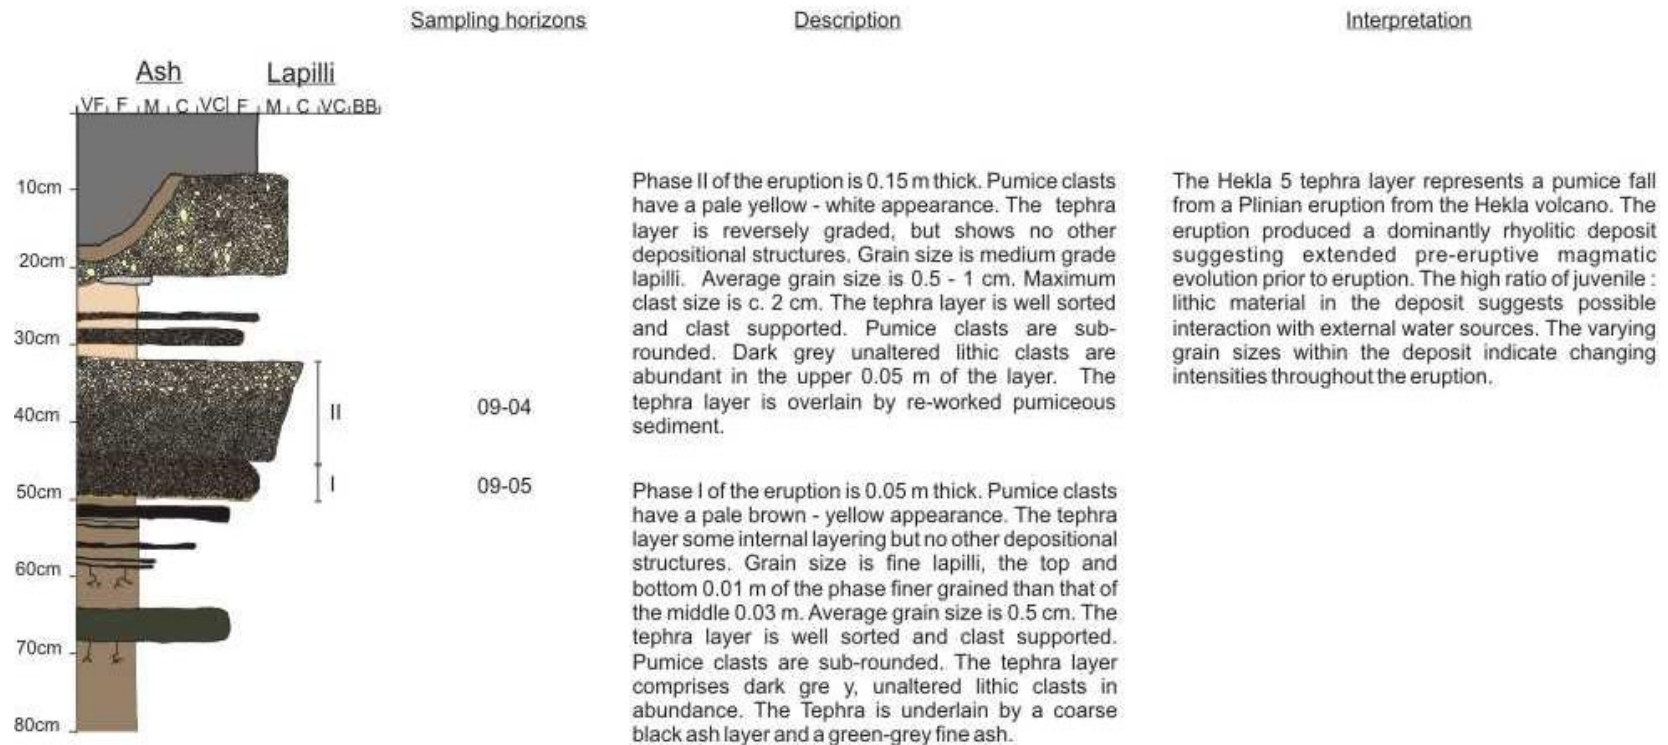 Sampling horizons
Description
Interpretation
Ash
Lapilli
VF F M C VC F M C VC BB
10cm
20cm
30cm
40cm
50cm
60cm
70cm
80cm
II
I
09-04
09-05
Phase II of the eruption is 0.15 m thick. Pumice clasts
have a pale yellow - white appearance. The tephra
layer is reversely graded, but shows no other
depositional structures. Grain size is medium grade
lapilli. Average grain size is 0.5 - 1 cm. Maximum
clast size is c. 2 cm. The tephra layer is well sorted
and clast supported. Pumice clasts are sub-
rounded. Dark grey unaltered lithic clasts are
abundant in the upper 0.05 m of the layer. The
tephra layer is overlain by re-worked pumiceous
sediment.
Phase I of the eruption is 0.05 m thick. Pumice clasts
have a pale brown - yellow appearance. The tephra
layer some internal layering but no other depositional
structures. Grain size is fine lapilli, the top and
bottom 0.01 m of the phase finer grained than that of
the middle 0.03 m. Average grain size is 0.5 cm. The
tephra layer is well sorted and clast supported.
Pumice clasts are sub-rounded. The tephra layer
comprises dark gre y, unaltered lithic clasts in
abundance. The Tephra is underlain by a coarse
black ash layer and a green-grey fine ash.
The Hekla 5 tephra layer represents a pumice fall
from a Plinian eruption from the Hekla volcano. The
eruption produced a dominantly rhyolitic deposit
suggesting extended pre-eruptive magmatic
evolution prior to eruption. The high ratio of juvenile :
lithic material in the deposit suggests possible
interaction with external water sources. The varying
grain sizes within the deposit indicate changing
intensities throughout the eruption.